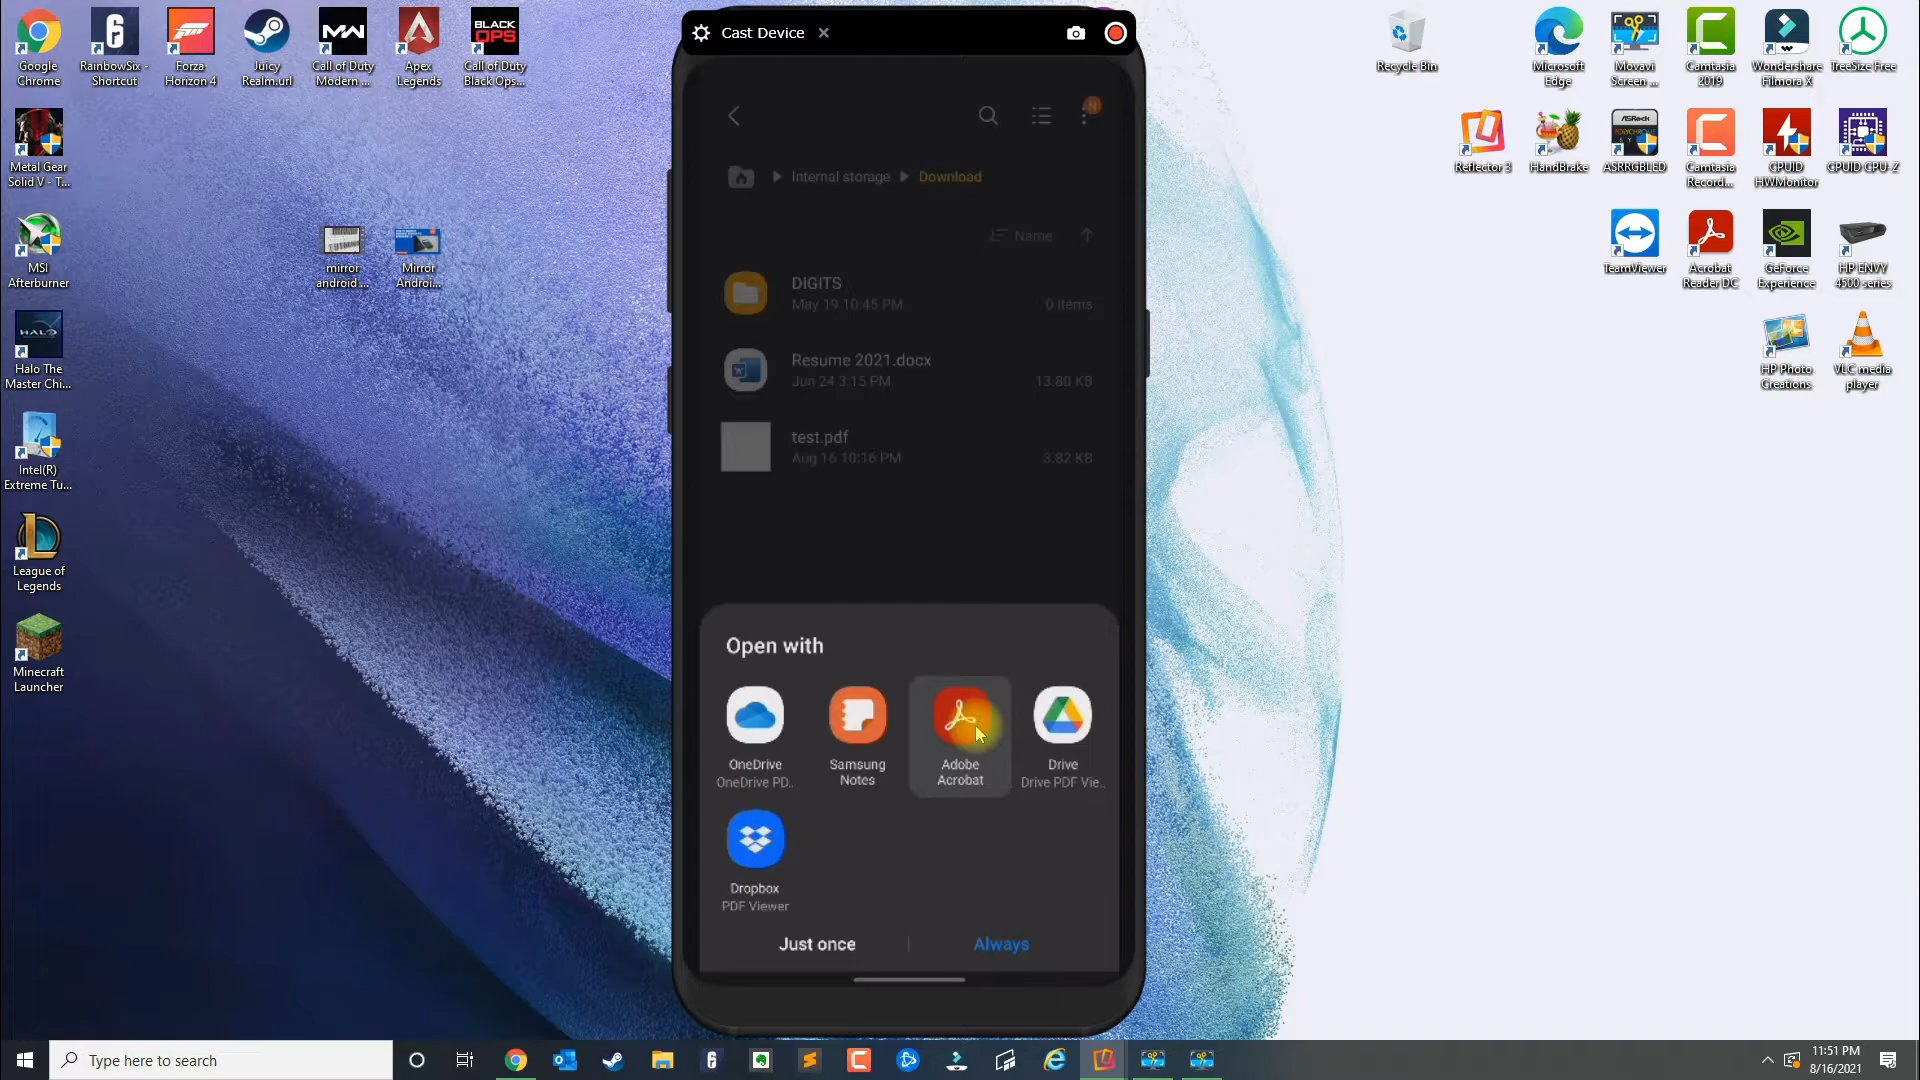 Google
Chrome
RainbowSix -
Shortcut
Forza
Horizon 4
Juicy
Realm.url
MW
Call of Duty
Modern ...
Apex
Legends
BLACK
OPS
Call of Duty
Black Ops...
Metal Gear
Solid V - T...
MSI
Afterburner
HALO
Halo The
Master Chi...
Intel(R)
Extreme Tu...
League of
Legends
Minecraft
Launcher
mirror
android ...
Mirror
Androi...
Cast Device
N
Internal storage
Download
Name
DIGITS
May 19 10:45 PM
0 items
Resume 2021.docx
Jun 24 3:15 PM
13.80 KB
test.pdf
Aug 16 10:16 PM
3.82 KB
Open with
OneDrive
OneDrive PD..
Samsung
Notes
Adobe
Acrobat
Drive
Drive PDF Vie..
Dropbox
PDF Viewer
Just once
Always
Recycle Bin
Microsoft
Edge
Movavi
Screen ...
Camtasia
2019
Wondershare
Filmora X
TreeSize Free
Reflector 3
HandBrake
ASRock
ASRRGBLED
Camtasia
Record...
CPUID
HWMonitor
CPUID CPU-Z
TeamViewer
Acrobat
Reader DC
GeForce
Experience
HP ENVY
4500 series
HP Photo
Creations
VLC media
player
Type here to search
11:51 PM
8/16/2021